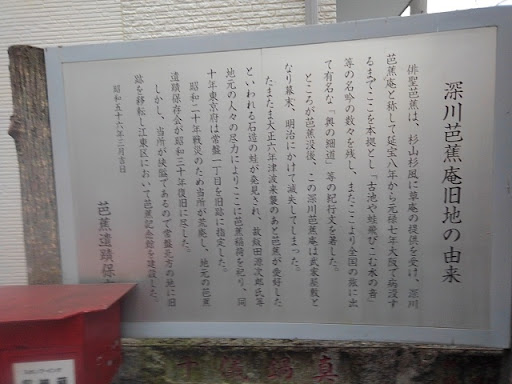 深川芭蕉庵旧地の由来
俳聖芭蕉は、杉山杉風に草庵の提供を受け、深川
芭蕉庵と称して延宝八年から元禄七年大阪で病没す
るまでここを本拠とし「古池や蛙飛びこむ水の音」
等の名吟の数々を残し、またここより全国の旅に出
て有名な「奥の細道」等の紀行文を著した。
ところが芭蕉没後、この深川芭蕉庵は武家屋敷と
なり幕末、明治にかけて滅失してしまった。
たまたま大正六年津波来襲のあと芭蕉が愛好した
といわれる石造の蛙が発見され、故飯田源次郎氏等
地元の人々の尽力によりここに芭蕉稲荷を祀り、同
十年東京府は常盤一丁目を旧跡に指定した。
昭和二十年戦災のため当所が荒廃し、地元の芭蕉
遺蹟保存会が昭和三十年復旧に尽した。
しかし、当所が狭隘であるので常盤北方の地に旧
跡を移転し江東区において芭蕉記念館を建設した。
昭和五十六年三月吉日
芭蕉遺蹟保